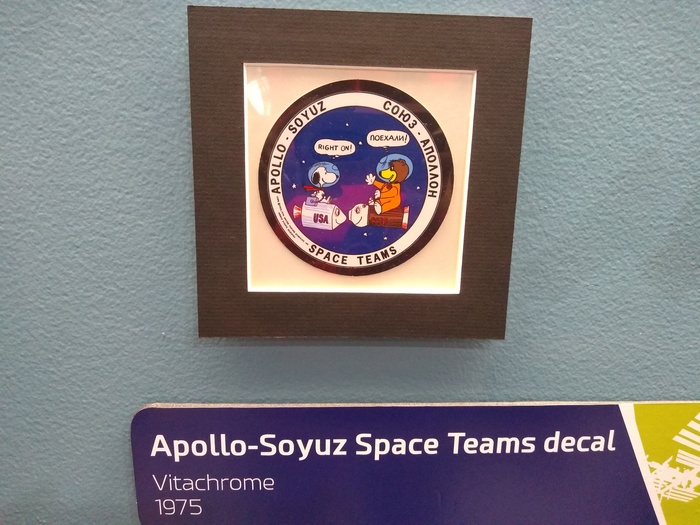 APOLLO - SOYUZ
СОЮЗ - АПОЛЛОН
RIGHT ON!
ПОЕХАЛИ!
USA
SPACE TEAMS
Apollo-Soyuz Space Teams decal
Vitachrome
1975